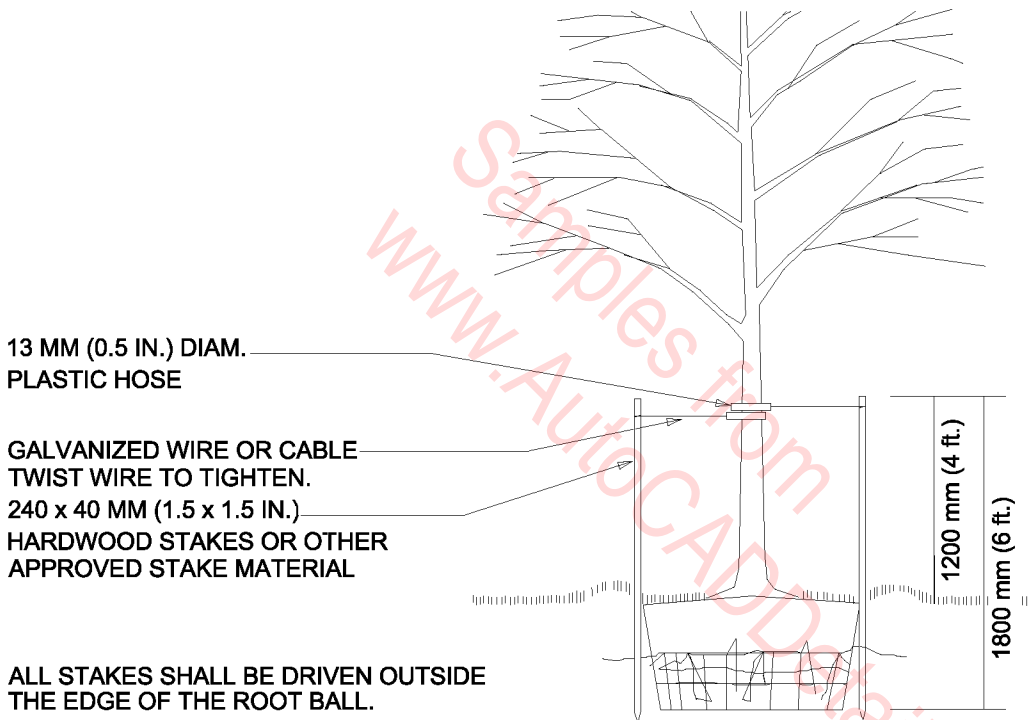 13 MM (0.5 IN.) DIAM.
PLASTIC HOSE
GALVANIZED WIRE OR CABLE
TWIST WIRE TO TIGHTEN.
240 x 40 MM (1.5 x 1.5 IN.)
HARDWOOD STAKES OR OTHER
APPROVED STAKE MATERIAL
ALL STAKES SHALL BE DRIVEN OUTSIDE
THE EDGE OF THE ROOT BALL.
1200 mm (4 ft.)
1800 mm (6 ft.)
Samples from
www.AutoCADDetai